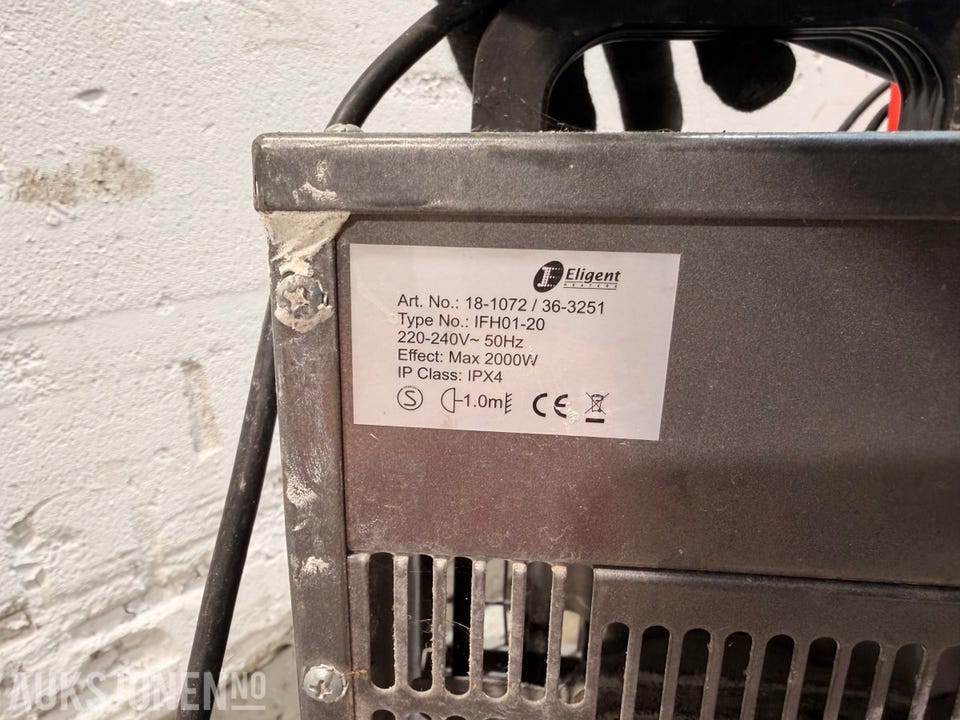 Eligent
HEATERS
Art. No.: 18-1072 / 36-3251
Type No.: IFH01-20
220-240V~ 50Hz
Effect: Max 2000W
IP Class: IPX4
S 1.0m CE
AUKSJONEN NO